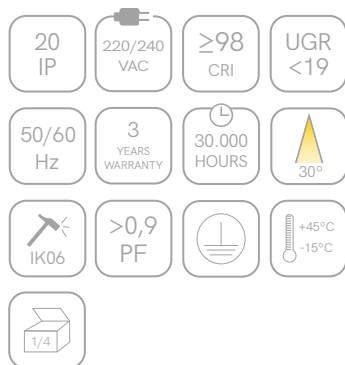 20
IP
220/240
VAC
≥98
CRI
UGR
<19
50/60
Hz
3
YEARS
WARRANTY
30.000
HOURS
30°
IK06
>0,9
PF
+45°C
-15°C
1/4